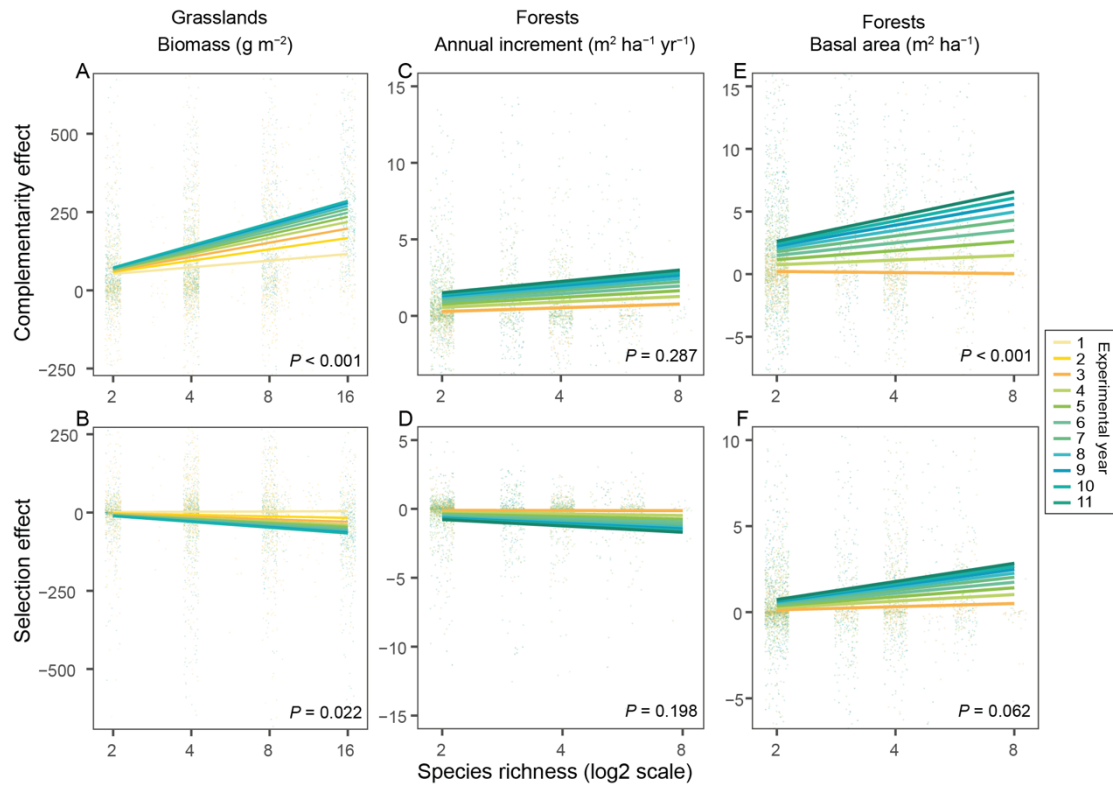 Grasslands
Biomass (g m⁻²)
Forests
Annual increment (m² ha⁻¹ yr⁻¹)
Forests
Basal area (m² ha⁻¹)
Complementarity effect
A
500
250
0
−250
2
4
8
16
P < 0.001
C
15
10
5
0
2
4
8
P = 0.287
E
15
10
5
0
−5
2
4
8
P < 0.001
Selection effect
B
250
0
−250
−500
2
4
8
16
P = 0.022
D
5
0
−5
−10
−15
2
4
8
P = 0.198
F
10
5
0
−5
2
4
8
P = 0.062
Species richness (log2 scale)
Experimental year
1
2
3
4
5
6
7
8
9
10
11